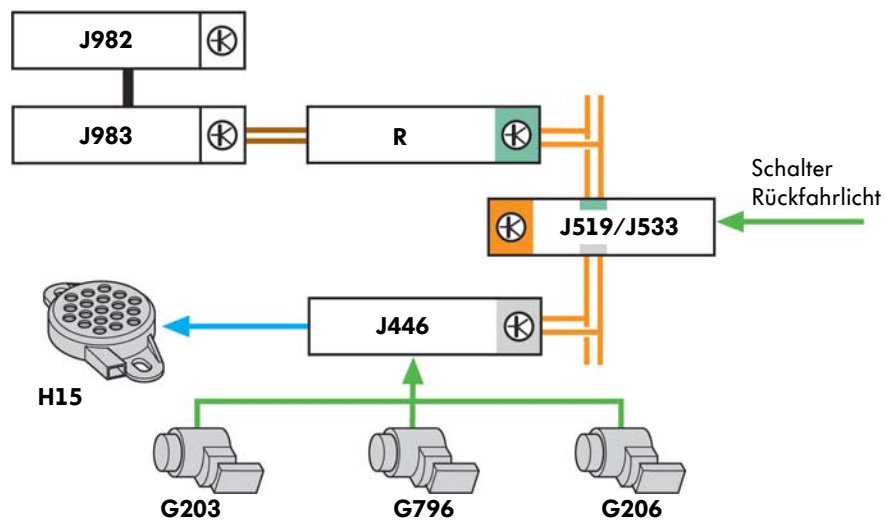 J982
J983
R
Schalter
Rückfahrlicht
J519/J533
J446
H15
G203
G796
G206